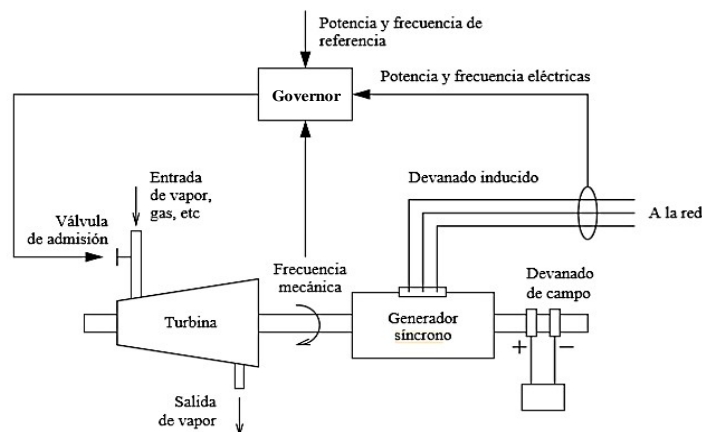 Potencia y frecuencia de
referencia
Governor
Potencia y frecuencia eléctricas
Entrada
de vapor,
gas, etc
Devanado inducido
Válvula
de admisión
A la red
Frecuencia
mecánica
Devanado
de campo
Turbina
Generador
síncrono
+ −
Salida
de vapor